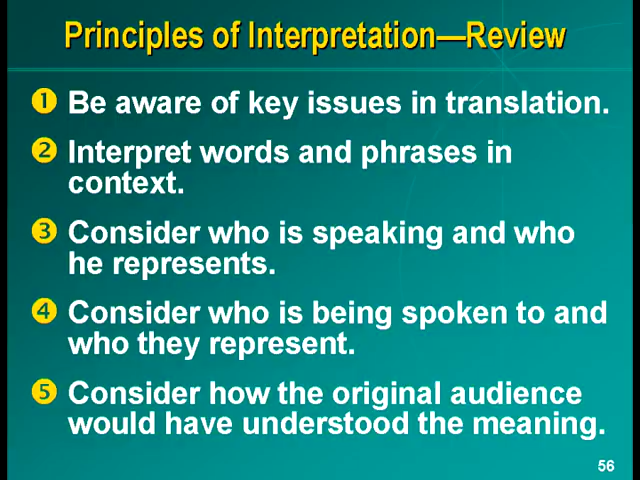 Principles of Interpretation—Review
❶ Be aware of key issues in translation.
❷ Interpret words and phrases in
context.
❸ Consider who is speaking and who
he represents.
❹ Consider who is being spoken to and
who they represent.
❺ Consider how the original audience
would have understood the meaning.
56